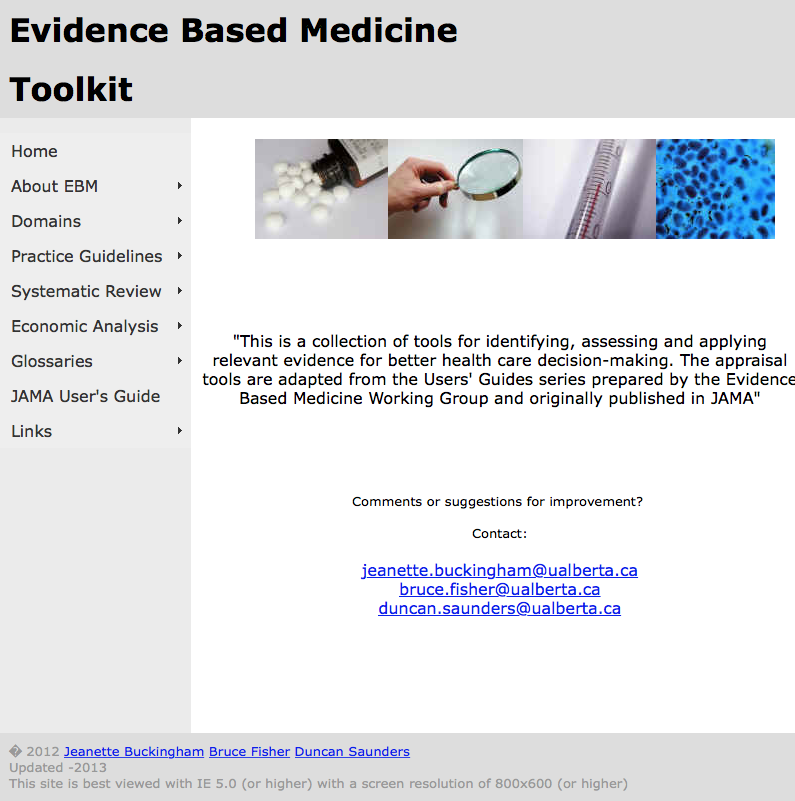 Evidence Based Medicine
Toolkit
Home
About EBM
Domains
Practice Guidelines
Systematic Review
Economic Analysis
Glossaries
JAMA User's Guide
Links
"This is a collection of tools for identifying, assessing and applying
relevant evidence for better health care decision-making. The appraisal
tools are adapted from the Users' Guides series prepared by the Evidence
Based Medicine Working Group and originally published in JAMA"
Comments or suggestions for improvement?
Contact:
jeanette.buckingham@ualberta.ca
bruce.fisher@ualberta.ca
duncan.saunders@ualberta.ca
� 2012 Jeanette Buckingham Bruce Fisher Duncan Saunders
Updated -2013
This site is best viewed with IE 5.0 (or higher) with a screen resolution of 800x600 (or higher)